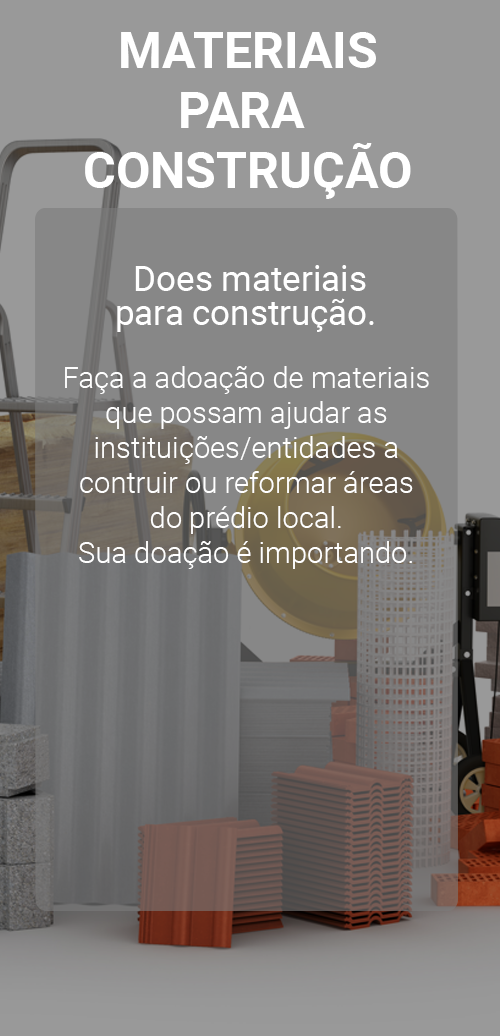 MATERIAIS
PARA
CONSTRUÇÃO
Does materiais
para construção.
Faça a adoação de materiais
que possam ajudar as
instituições/entidades a
contruir ou reformar áreas
do prédio local.
Sua doação é importando.